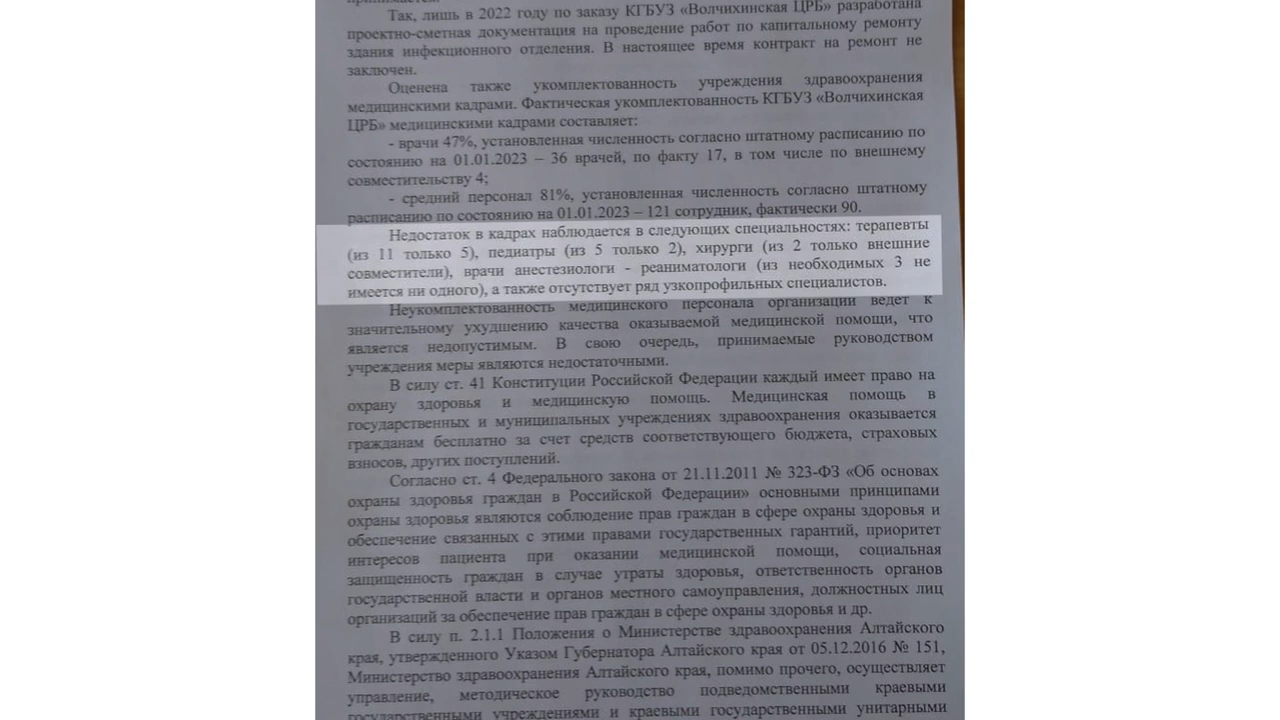 принимается.
Так, лишь в 2022 году по заказу КГБУЗ «Волчихинская ЦРБ» разработана
проектно-сметная документация на проведение работ по капитальному ремонту
здания инфекционного отделения. В настоящее время контракт на ремонт не
заключен.
Оценена также укомплектованность учреждения здравоохранения
медицинскими кадрами. Фактическая укомплектованность КГБУЗ «Волчихинская
ЦРБ» медицинскими кадрами составляет:
- врачи 47%, установленная численность согласно штатному расписанию по
состоянию на 01.01.2023 – 36 врачей, по факту 17, в том числе по внешнему
совместительству 4;
- средний персонал 81%, установленная численность согласно штатному
расписанию по состоянию на 01.01.2023 – 121 сотрудник, фактически 90.
Недостаток в кадрах наблюдается в следующих специальностях: терапевты
(из 11 только 5), педиатры (из 5 только 2), хирурги (из 2 только внешние
совместители), врачи анестезиологи - реаниматологи (из необходимых 3 не
имеется ни одного), а также отсутствует ряд узкопрофильных специалистов.
Неукомплектованность медицинского персонала организации ведет к
значительному ухудшению качества оказываемой медицинской помощи, что
является недопустимым. В свою очередь, принимаемые руководством
учреждения меры являются недостаточными.
В силу ст. 41 Конституции Российской Федерации каждый имеет право на
охрану здоровья и медицинскую помощь. Медицинская помощь в
государственных и муниципальных учреждениях здравоохранения оказывается
гражданам бесплатно за счет средств соответствующего бюджета, страховых
взносов, других поступлений.
Согласно ст. 4 Федерального закона от 21.11.2011 № 323-ФЗ «Об основах
охраны здоровья граждан в Российской Федерации» основными принципами
охраны здоровья являются соблюдение прав граждан в сфере охраны здоровья и
обеспечение связанных с этими правами государственных гарантий, приоритет
интересов пациента при оказании медицинской помощи, социальная
защищенность граждан в случае утраты здоровья, ответственность органов
государственной власти и органов местного самоуправления, должностных лиц
организаций за обеспечение прав граждан в сфере охраны здоровья и др.
В силу п. 2.1.1 Положения о Министерстве здравоохранения Алтайского
края, утвержденного Указом Губернатора Алтайского края от 05.12.2016 № 151,
Министерство здравоохранения Алтайского края, помимо прочего, осуществляет
управление, методическое руководство подведомственными краевыми
государственными учреждениями и краевыми государственными унитарными